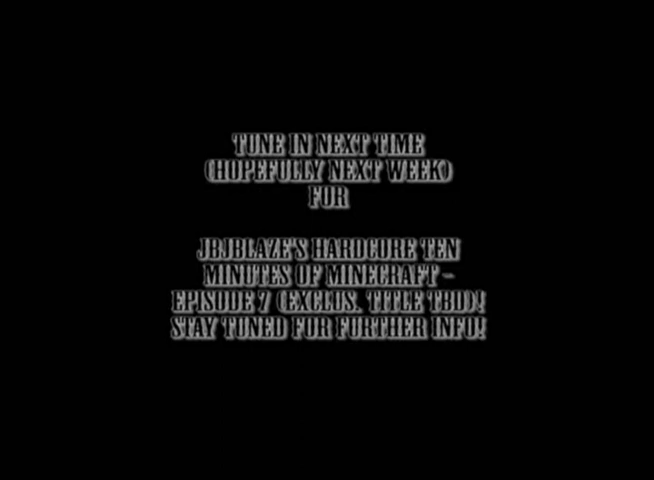 TUNE IN NEXT TIME
(HOPEFULLY NEXT WEEK)
FOR
JBJBLAZE'S HARDCORE TEN
MINUTES OF MINECRAFT -
EPISODE 7 (EXCLUS. TITLE TBD)!
STAY TUNED FOR FURTHER INFO!